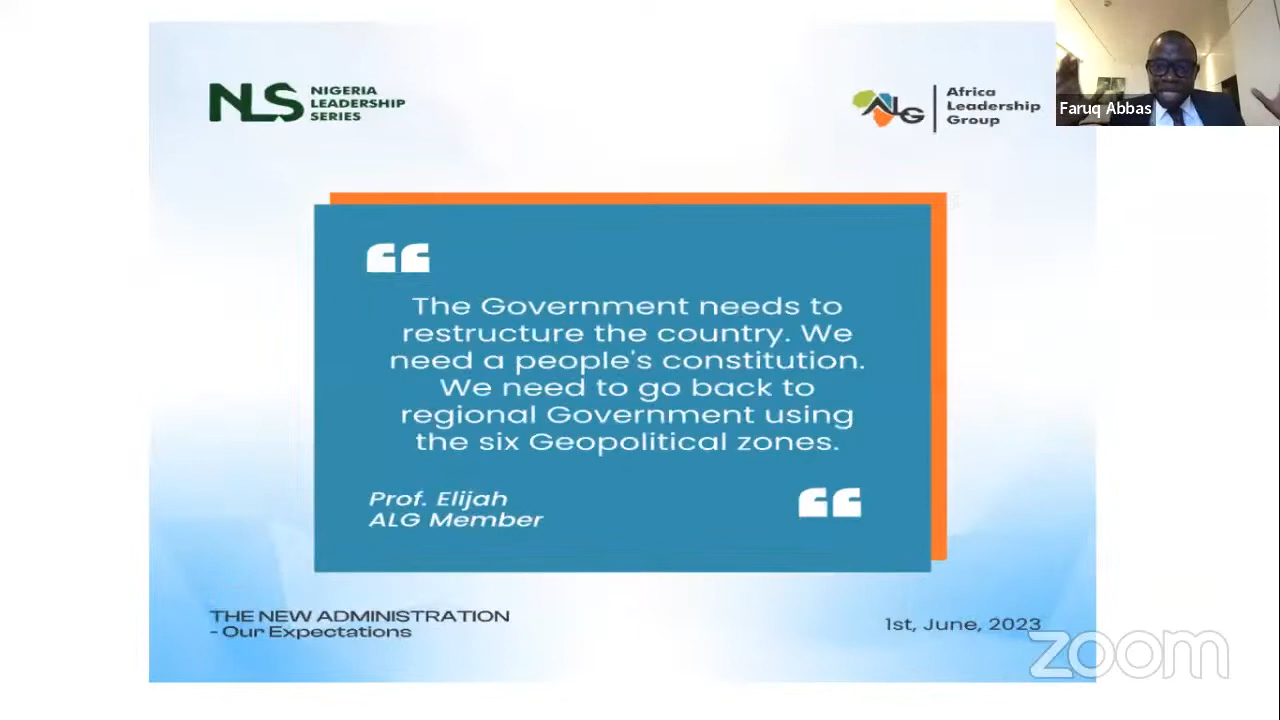 NLS
NIGERIA
LEADERSHIP
SERIES
ALG
Africa
Leadership
Group
Faruq Abbas
The Government needs to
restructure the country. We
need a people's constitution.
We need to go back to
regional Government using
the six Geopolitical zones.
Prof. Elijah
ALG Member
THE NEW ADMINISTRATION
- Our Expectations
1st, June, 2023
zoom